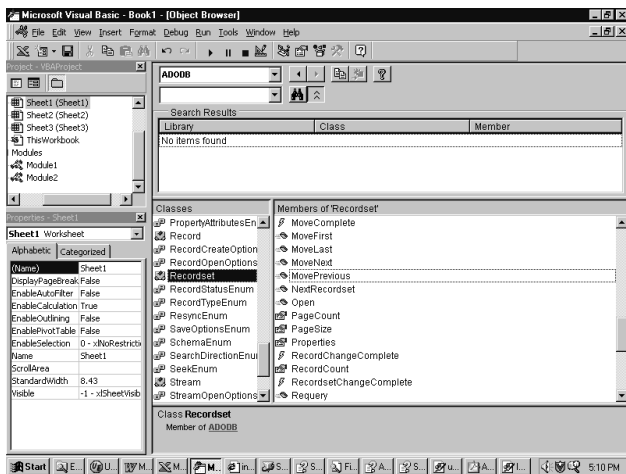 Microsoft Visual Basic - Book1 - [Object Browser]
File Edit View Insert Format Debug Run Tools Window Help
Project - VBAProject
Sheet1 (Sheet1)
Sheet2 (Sheet2)
Sheet3 (Sheet3)
ThisWorkbook
Modules
Module1
Module2
Properties - Sheet1
Sheet1 Worksheet
Alphabetic Categorized
(Name) Sheet1
DisplayPageBreak False
EnableAutoFilter False
EnableCalculation True
EnableOutlining False
EnablePivotTable False
EnableSelection 0 - xlNoRestricti
Name Sheet1
ScrollArea
StandardWidth 8.43
Visible -1 - xlSheetVisib
ADODB
Search Results
Library Class Member
No items found
Classes
PropertyAttributesEn
Record
RecordCreateOption
RecordOpenOptions
Recordset
RecordStatusEnum
RecordTypeEnum
ResyncEnum
SaveOptionsEnum
SchemaEnum
SearchDirectionEnu
SeekEnum
Stream
StreamOpenOptions
Members of 'Recordset'
MoveComplete
MoveFirst
MoveLast
MoveNext
MovePrevious
NextRecordset
Open
PageCount
PageSize
Properties
RecordChangeComplete
RecordCount
RecordsetChangeComplete
Requery
Class Recordset
Member of ADODB
Start E... U... M... M... M... in... S... S... Fi... A... S... u... A... I... 5:10 PM